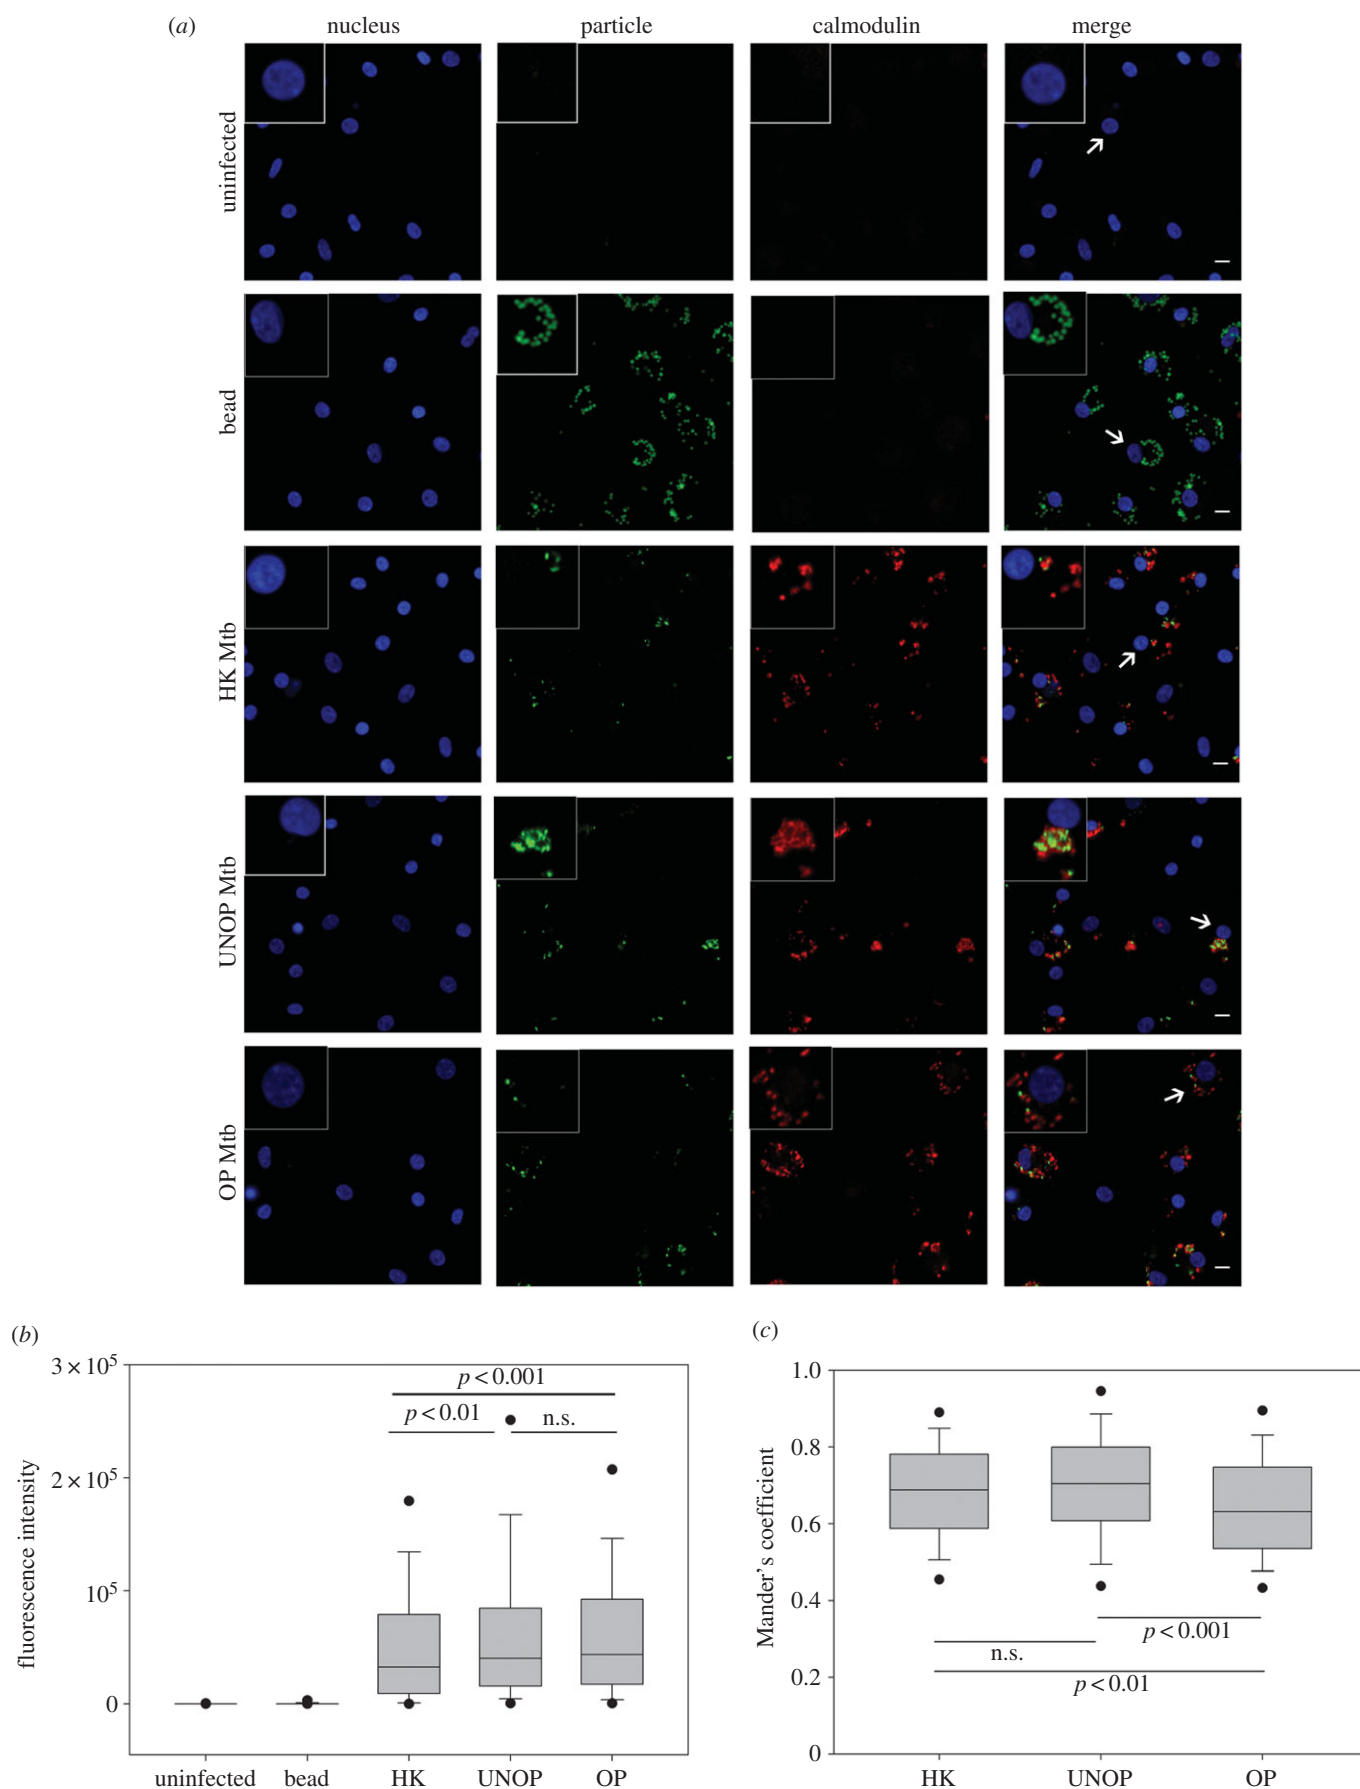 (a) nucleus particle calmodulin merge
uninfected
bead
HK Mtb
UNOP Mtb
OP Mtb
(b)
fluorescence intensity
3 × 10⁵
2 × 10⁵
10⁵
0
p < 0.001
p < 0.01 n.s.
uninfected bead HK UNOP OP
(c)
Mander’s coefficient
1.0
0.8
0.6
0.4
0.2
0
p < 0.001
n.s.
p < 0.01
HK UNOP OP